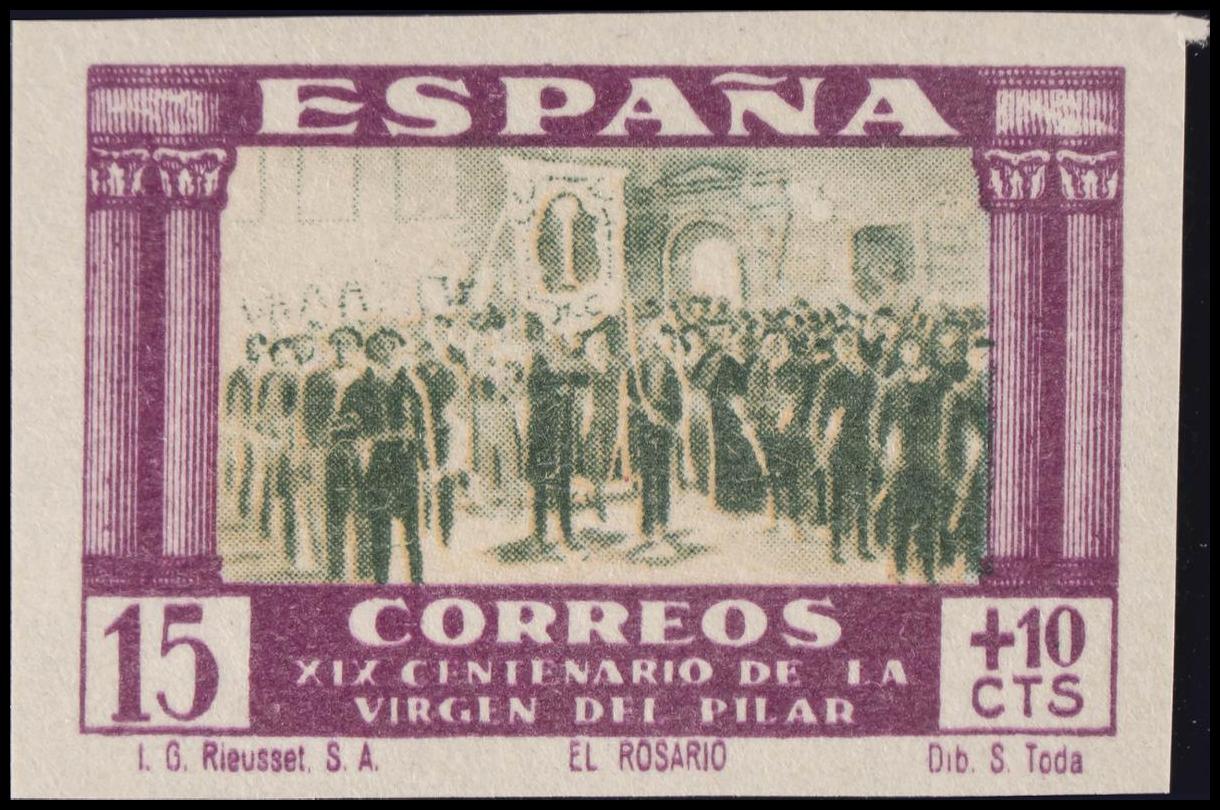 ESPAÑA
15
CORREOS
+10
CTS
XIX CENTENARIO DE LA
VIRGEN DEL PILAR
I. G. Rieusset, S. A. EL ROSARIO Dib. S. Toda